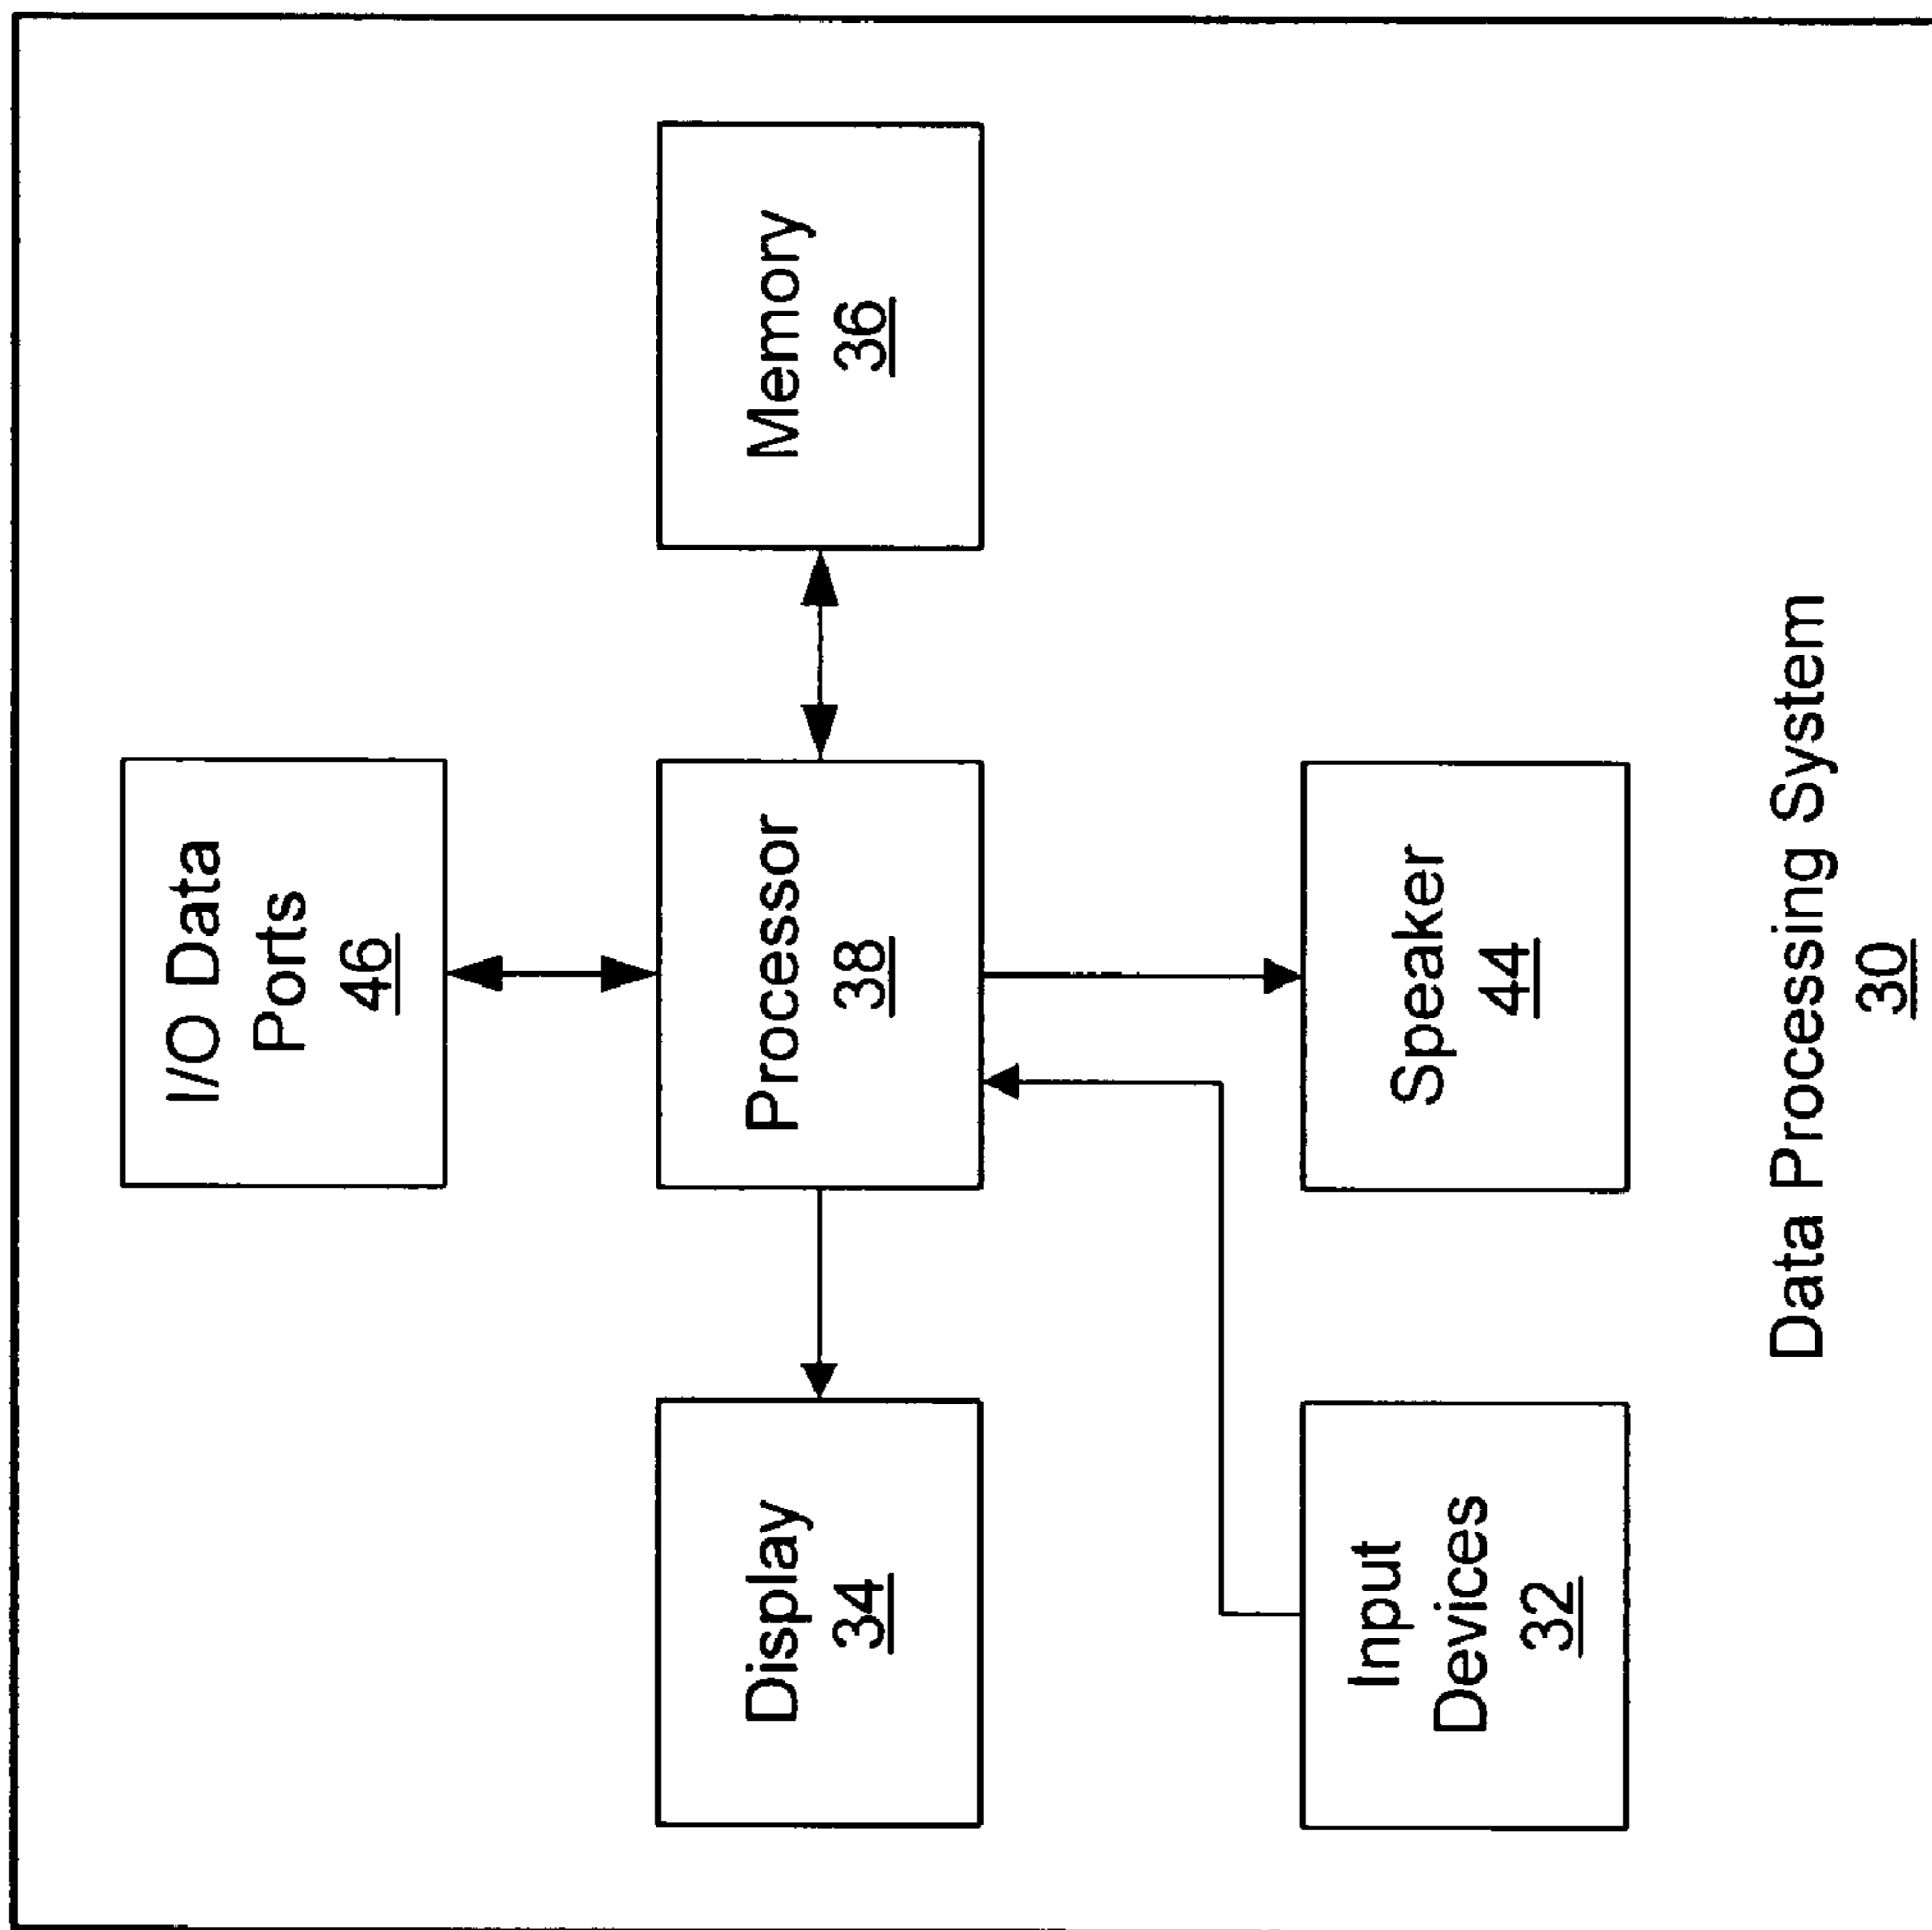 I/O Data
Ports
46
Display
34
Processor
38
Memory
36
Input
Devices
32
Speaker
44
Data Processing System
30